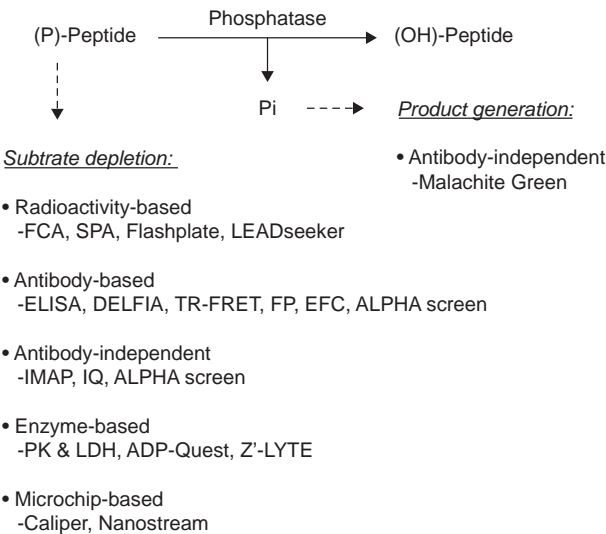 Phosphatase
(P)-Peptide
(OH)-Peptide
Pi
Product generation:
• Antibody-independent
-Malachite Green
Subtrate depletion:
• Radioactivity-based
-FCA, SPA, Flashplate, LEADseeker
• Antibody-based
-ELISA, DELFIA, TR-FRET, FP, EFC, ALPHA screen
• Antibody-independent
-IMAP, IQ, ALPHA screen
• Enzyme-based
-PK & LDH, ADP-Quest, Z'-LYTE
• Microchip-based
-Caliper, Nanostream